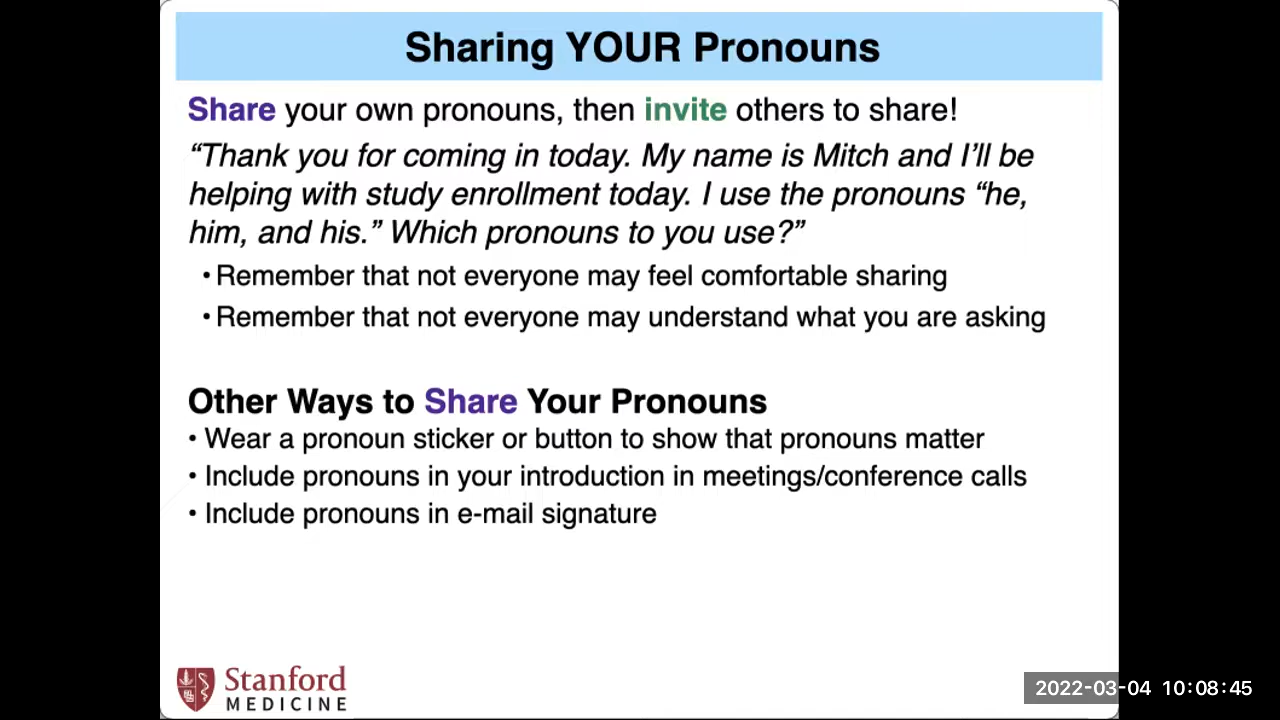 Sharing YOUR Pronouns
Share your own pronouns, then invite others to share!
“Thank you for coming in today. My name is Mitch and I’ll be
helping with study enrollment today. I use the pronouns “he,
him, and his.” Which pronouns to you use?”
• Remember that not everyone may feel comfortable sharing
• Remember that not everyone may understand what you are asking
Other Ways to Share Your Pronouns
• Wear a pronoun sticker or button to show that pronouns matter
• Include pronouns in your introduction in meetings/conference calls
• Include pronouns in e-mail signature
Stanford
MEDICINE
2022-03-04 10:08:45